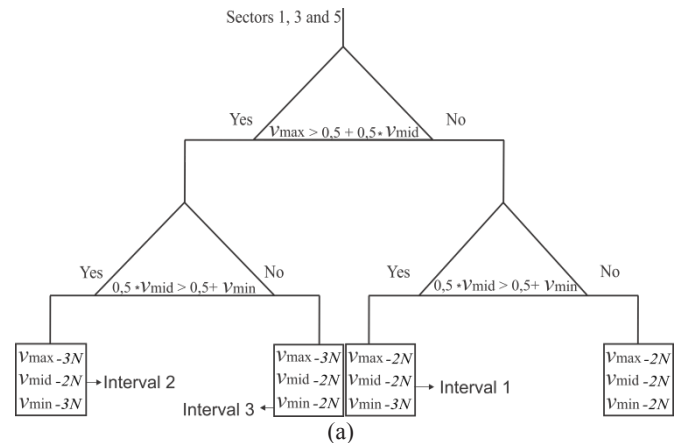 Sectors 1, 3 and 5
Yes
No
vmax > 0,5 + 0,5* vmid
Yes
No
0,5 *vmid > 0,5+ vmin
Yes
No
0,5 *vmid > 0,5+ vmin
vmax -3N
vmid -2N
vmin -3N
Interval 2
vmax -3N
vmid -2N
vmin -2N
Interval 3
vmax -2N
vmid -2N
vmin -3N
Interval 1
vmax -2N
vmid -2N
vmin -2N
(a)